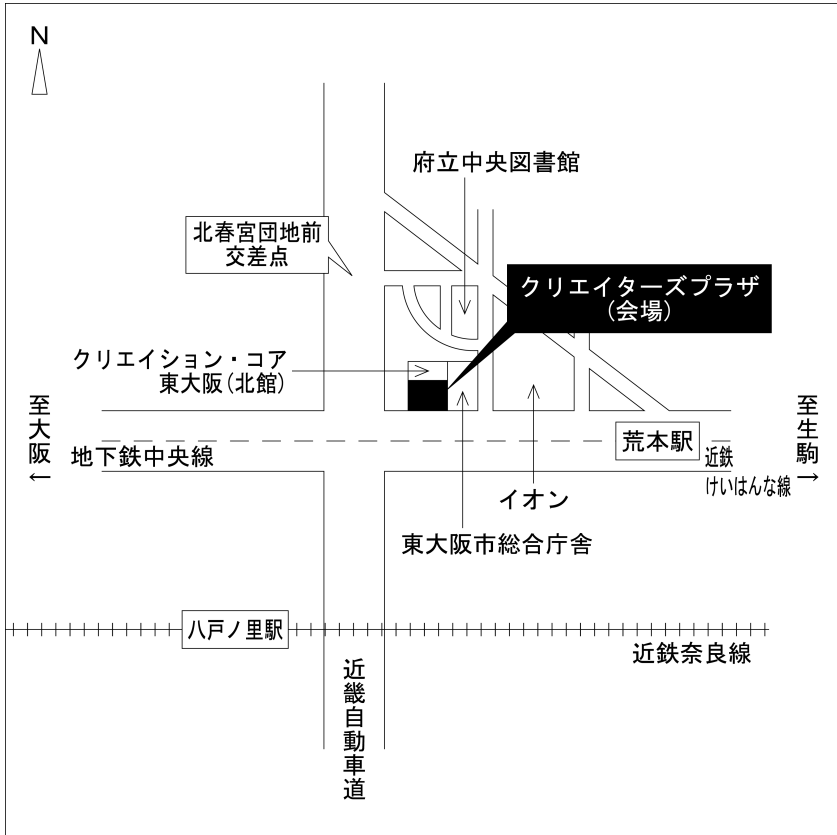 N
府立中央図書館
北春宮団地前
交差点
クリエイターズプラザ
(会場)
クリエイション・コア
東大阪(北館)
至大阪
←
至生駒
→
荒本駅
地下鉄中央線
近鉄
けいはんな線
イオン
東大阪市総合庁舎
八戸ノ里駅
近鉄奈良線
近畿自動車道